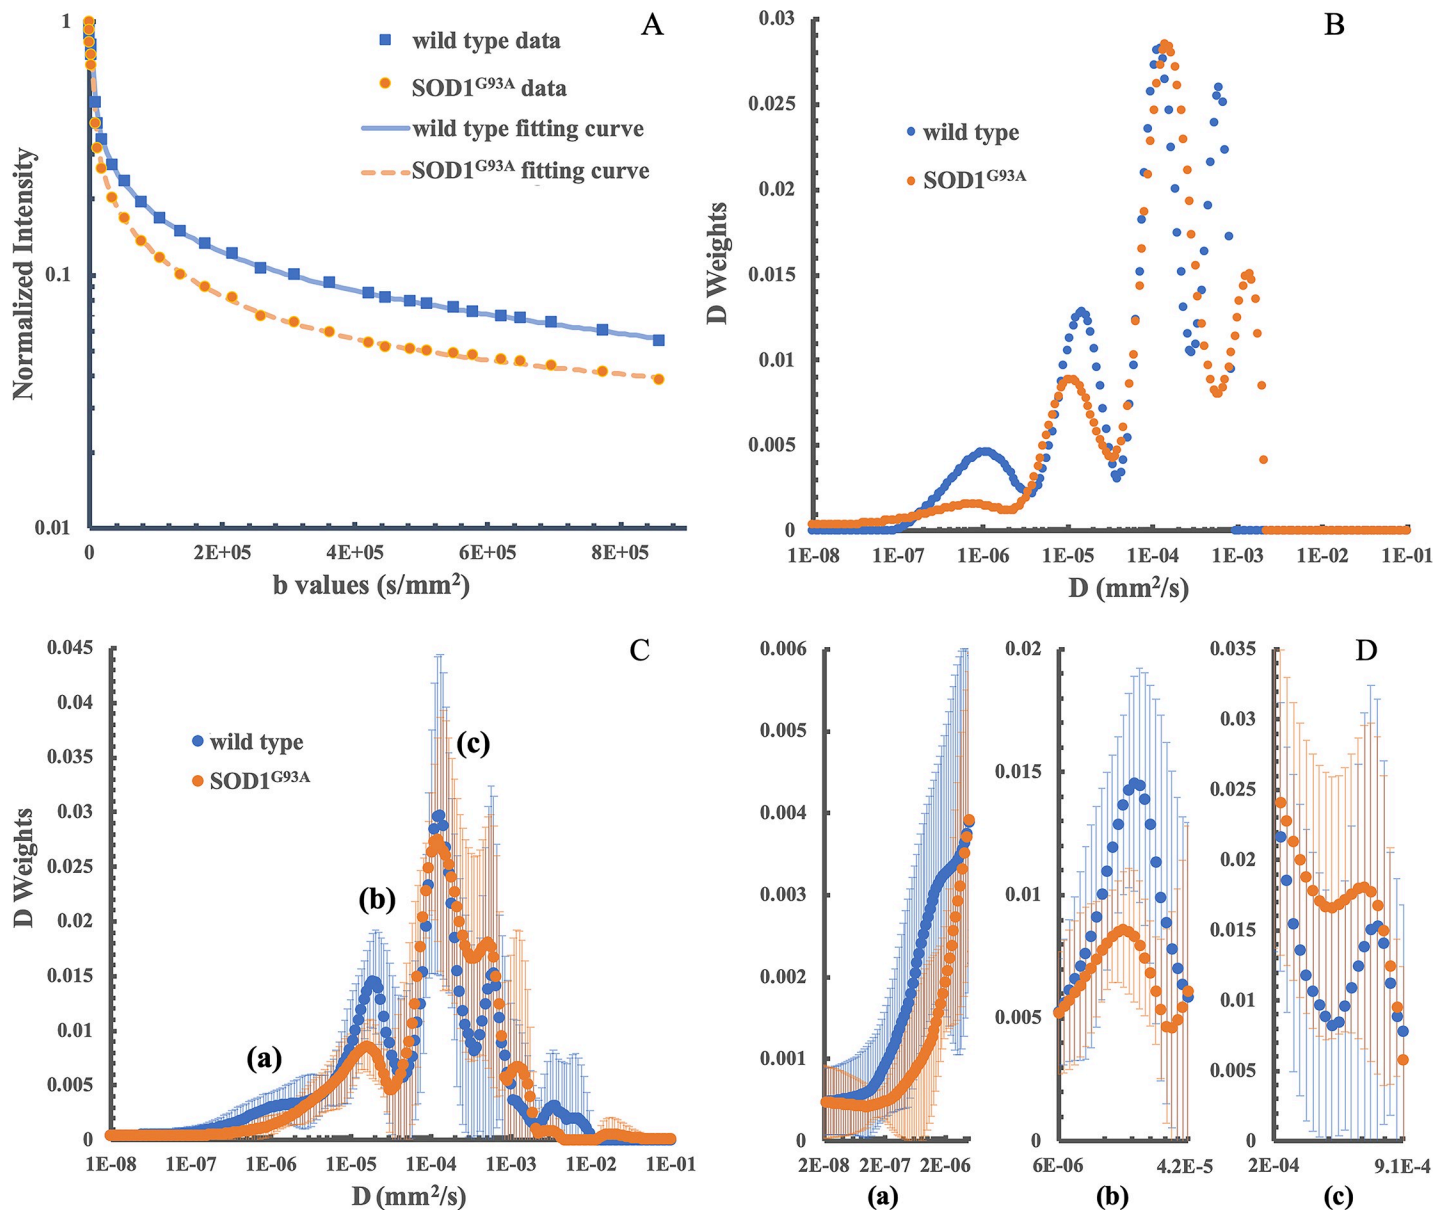 A
wild type data
SOD1G93A data
wild type fitting curve
SOD1G93A fitting curve
Normalized Intensity
1
0.1
0.01
0 2E+05 4E+05 6E+05 8E+05
b values (s/mm2)
B
wild type
SOD1G93A
D Weights
0.03
0.025
0.02
0.015
0.01
0.005
0
1E-08 1E-07 1E-06 1E-05 1E-04 1E-03 1E-02 1E-01
D (mm2/s)
C
wild type
SOD1G93A
(a)
(b)
(c)
D Weights
0.045
0.04
0.035
0.03
0.025
0.02
0.015
0.01
0.005
0
1E-08 1E-07 1E-06 1E-05 1E-04 1E-03 1E-02 1E-01
D (mm2/s)
D
0.006
0.005
0.004
0.003
0.002
0.001
0
2E-08 2E-07 2E-06
(a)
0.02
0.015
0.01
0.005
0
6E-06 4.2E-5
(b)
0.035
0.03
0.025
0.02
0.015
0.01
0.005
0
2E-04 9.1E-4
(c)